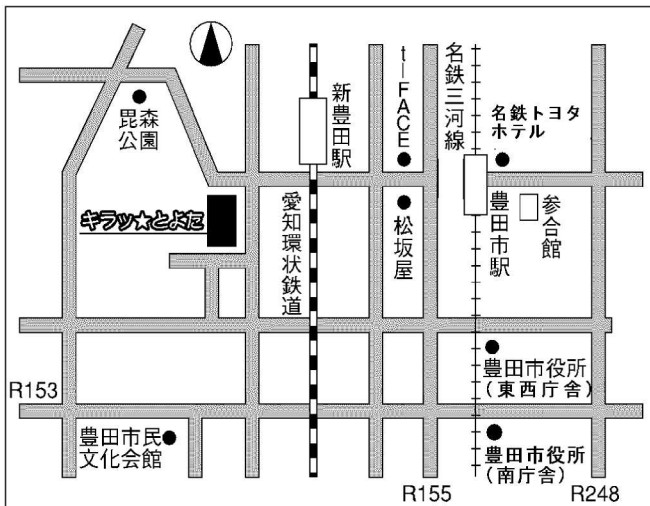 毘森
公園
新豊田駅
t-FACE
名鉄三河線
名鉄トヨタ
ホテル
キラッ★とよた
愛知環状鉄道
松坂屋
豊田市駅
参合館
豊田市役所
(東西庁舎)
R153
豊田市民
文化会館
豊田市役所
(南庁舎)
R155
R248